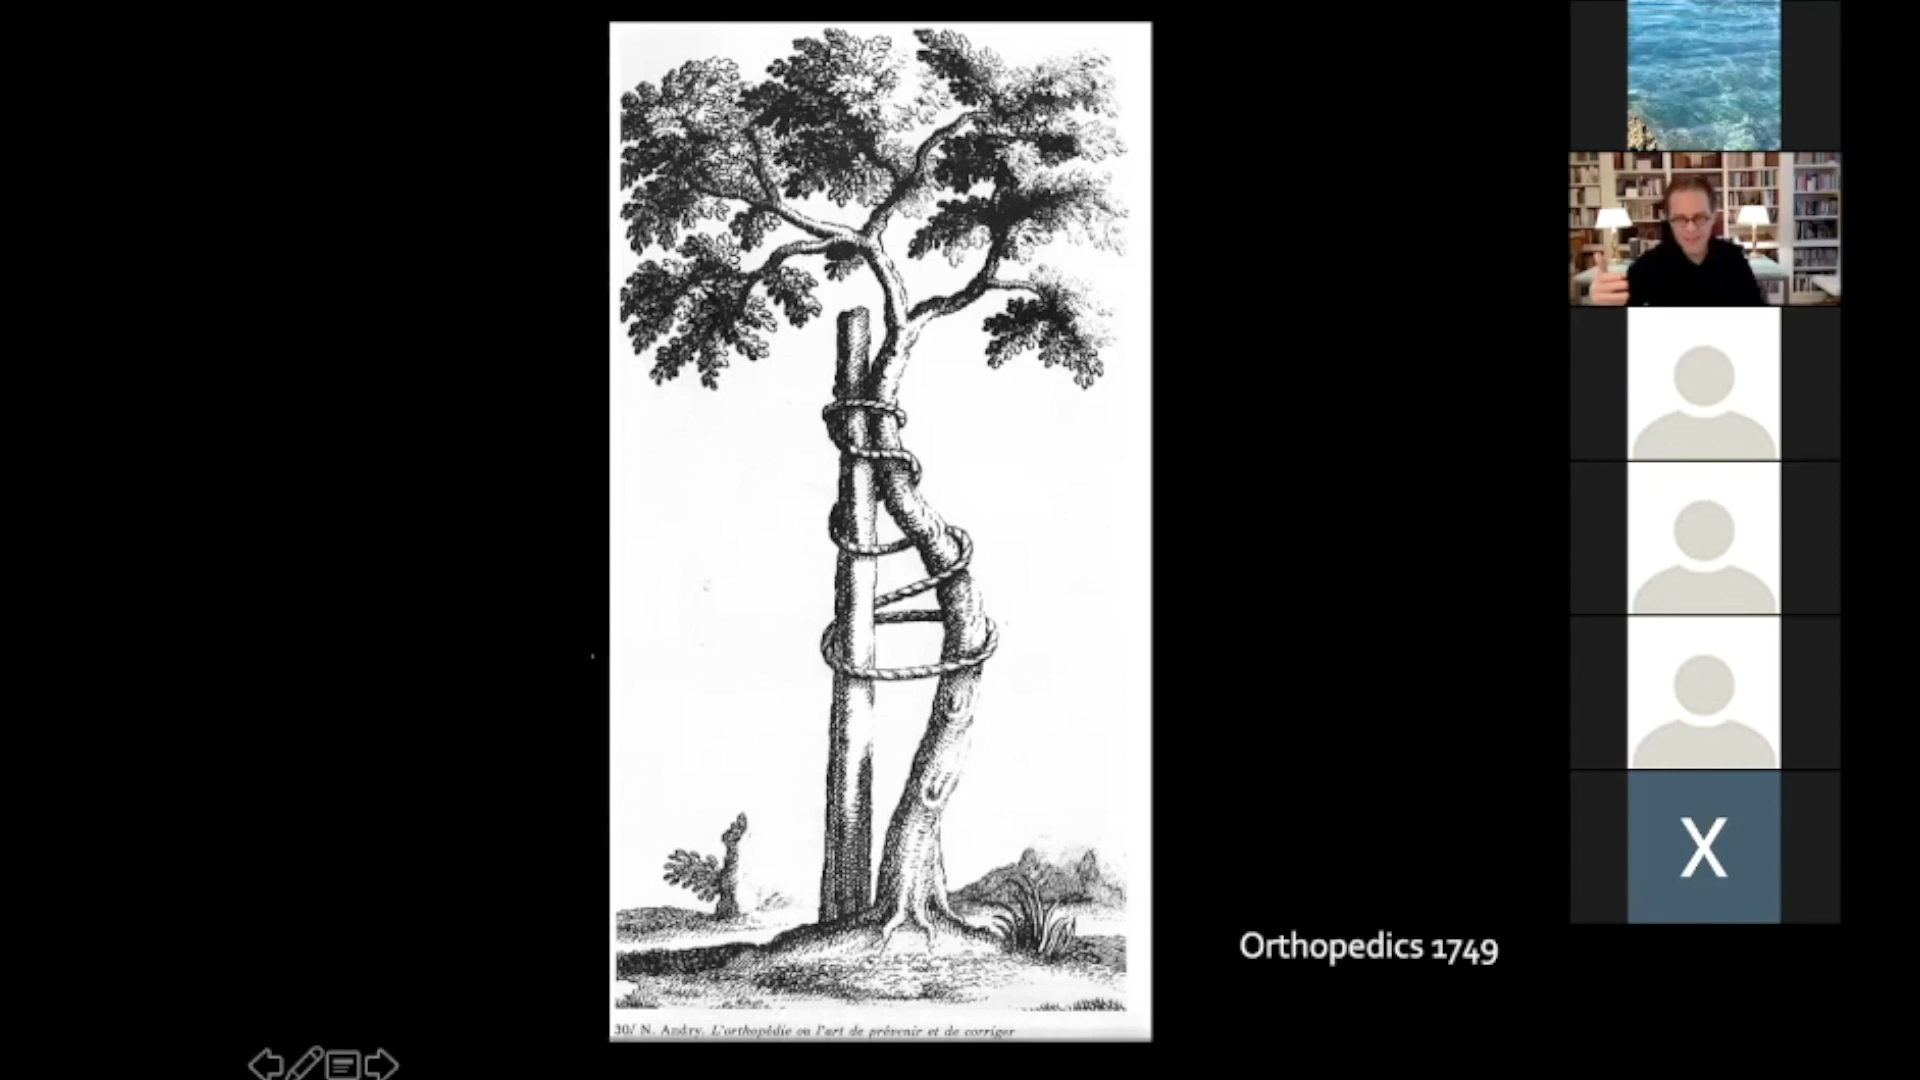 30/ N. Andry. L'orthopédie ou l'art de prévenir et de corriger
Orthopedics 1749
X